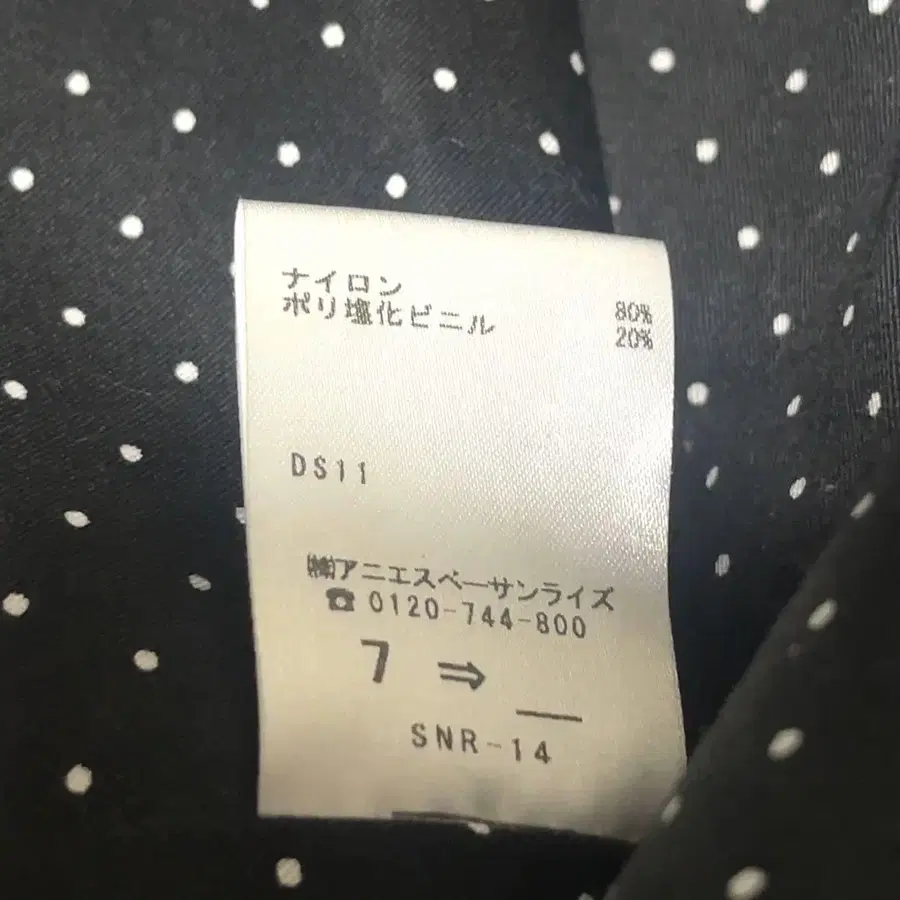 ナイロン 80%
ポリ塩化ビニル 20%
DS11
㈱アニエスベーサンライズ
☎ 0120-744-800
7 ⇒
SNR-14